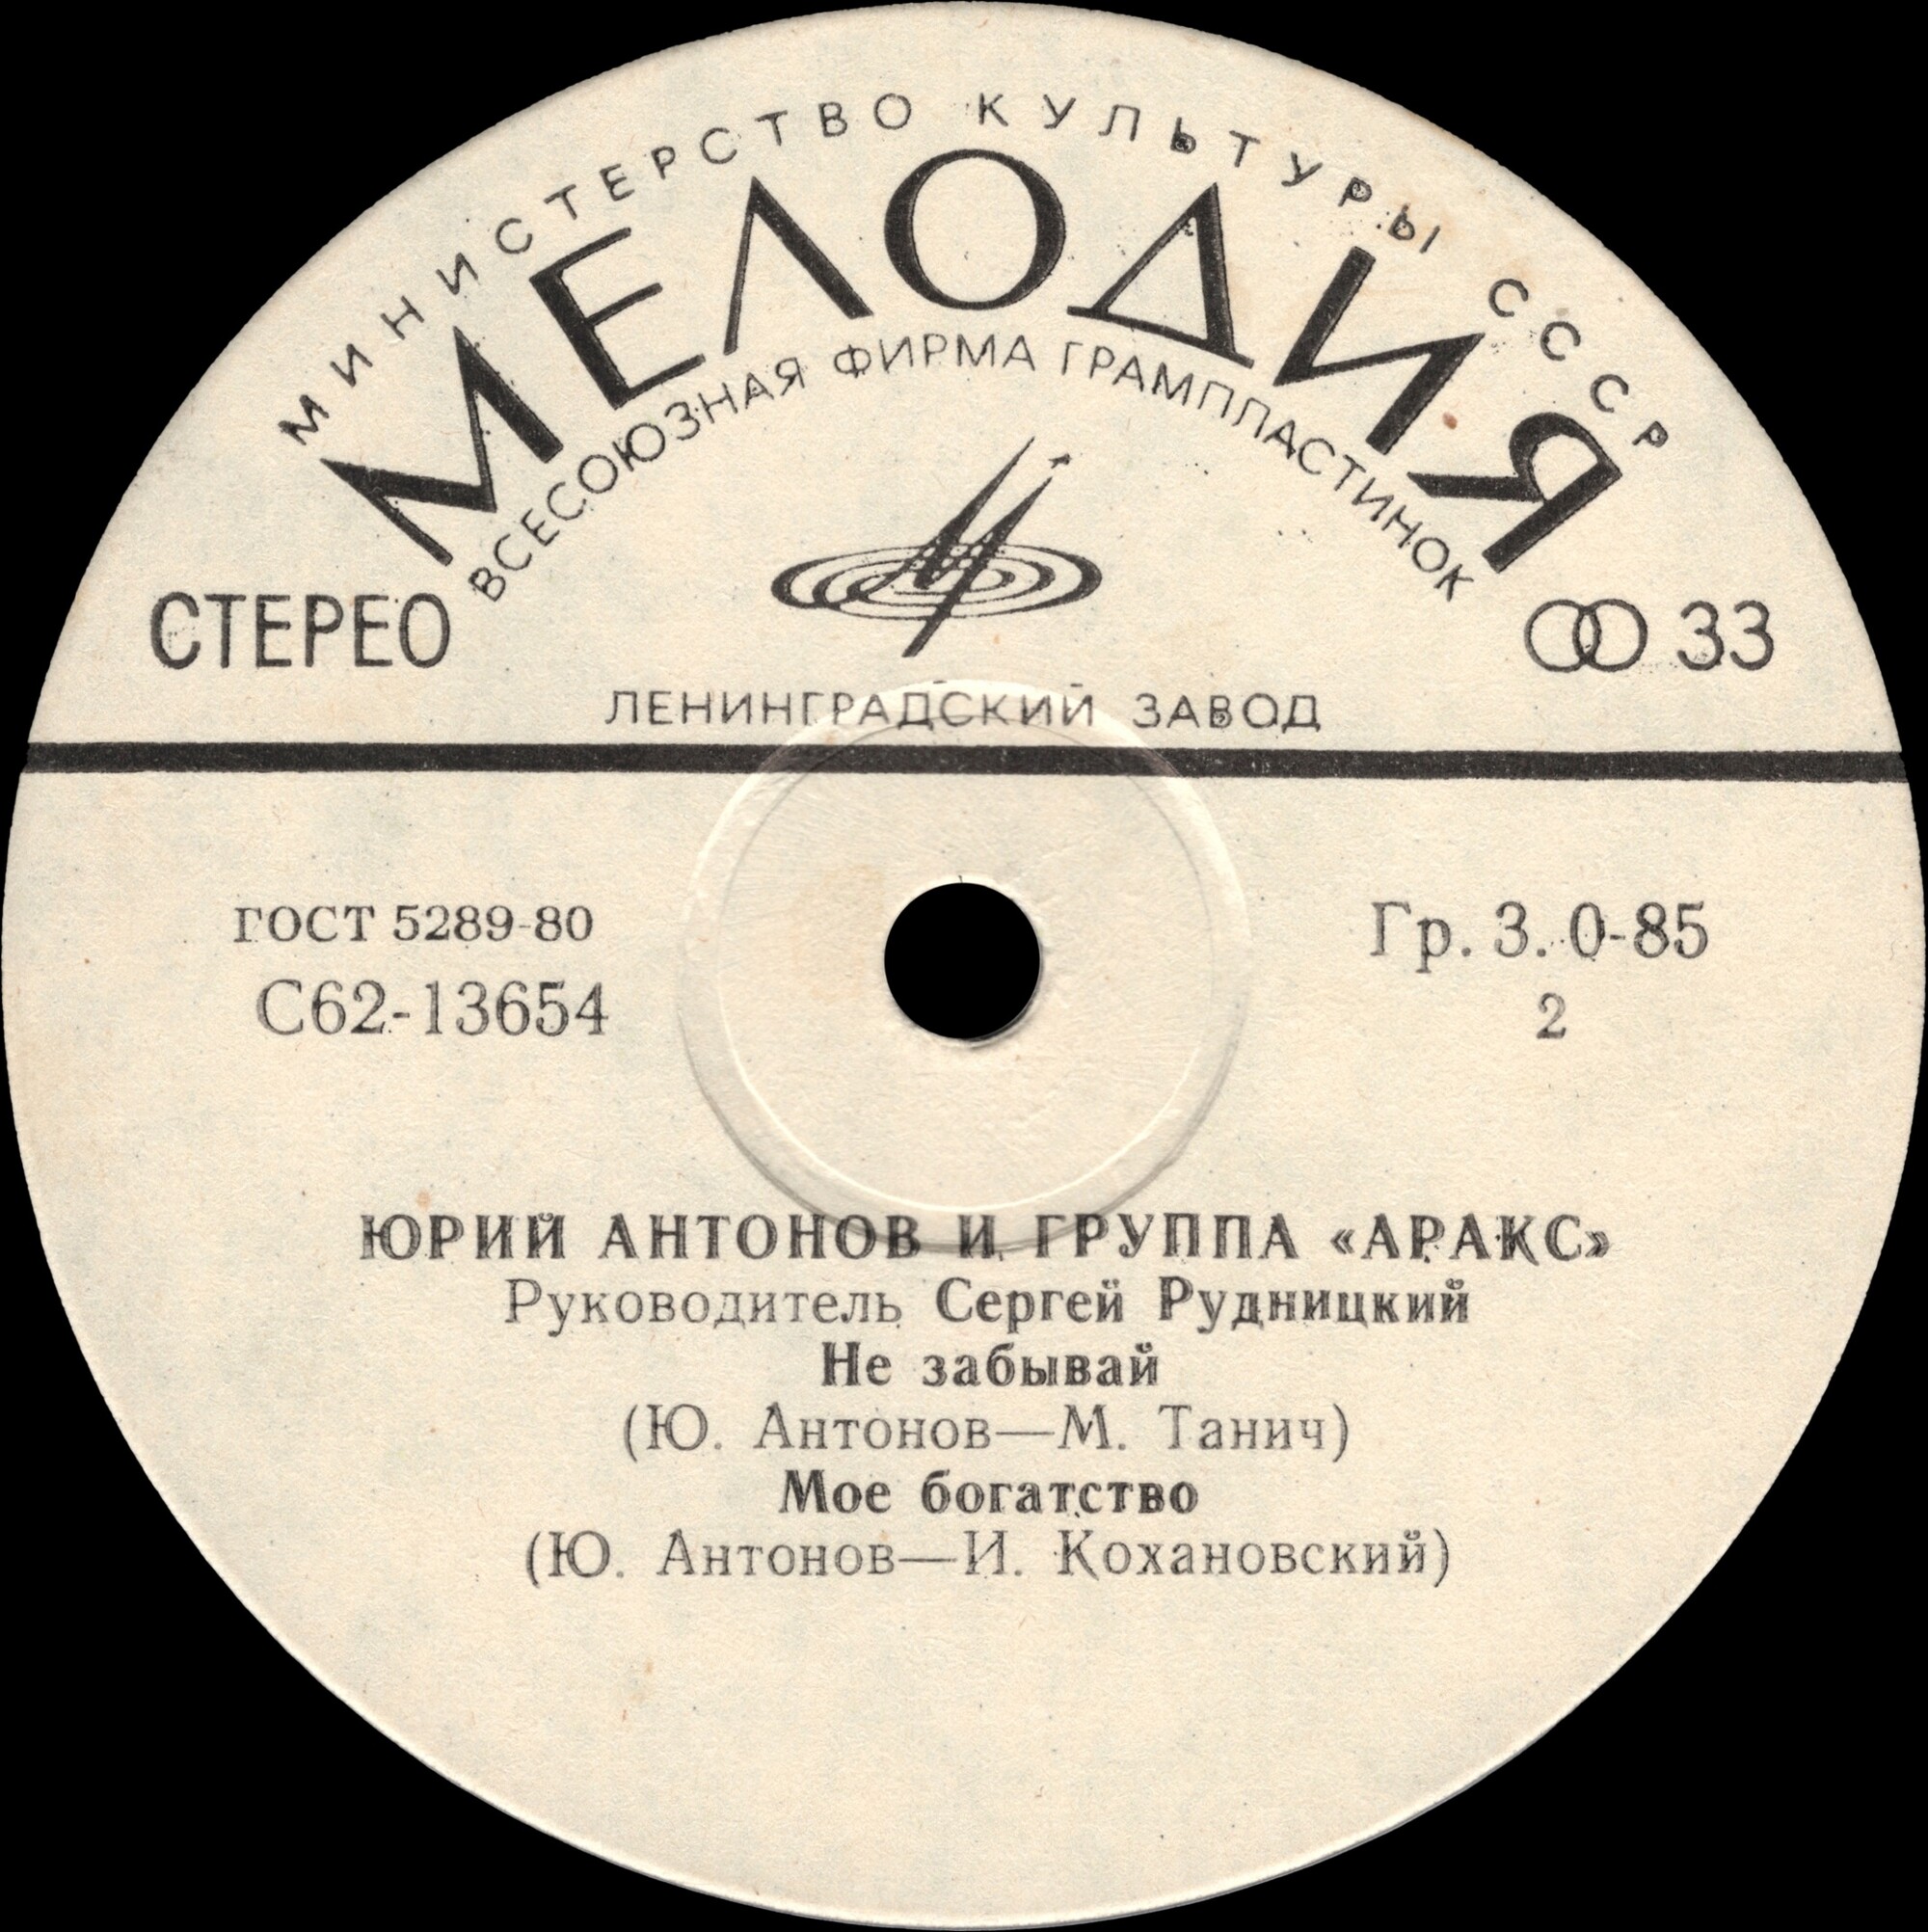 МИНИСТЕРСТВО КУЛЬТУРЫ СССР
МЕЛОДИЯ
ВСЕСОЮЗНАЯ ФИРМА ГРАМПЛАСТИНОК
СТЕРЕО
33
ЛЕНИНГРАДСКИЙ ЗАВОД
ГОСТ 5289-80
Гр. 3. 0-85
С62-13654
2
ЮРИЙ АНТОНОВ И ГРУППА «АРАКС»
Руководитель Сергей Рудницкий
Не забывай
(Ю. Антонов—М. Танич)
Мое богатство
(Ю. Антонов—И. Кохановский)